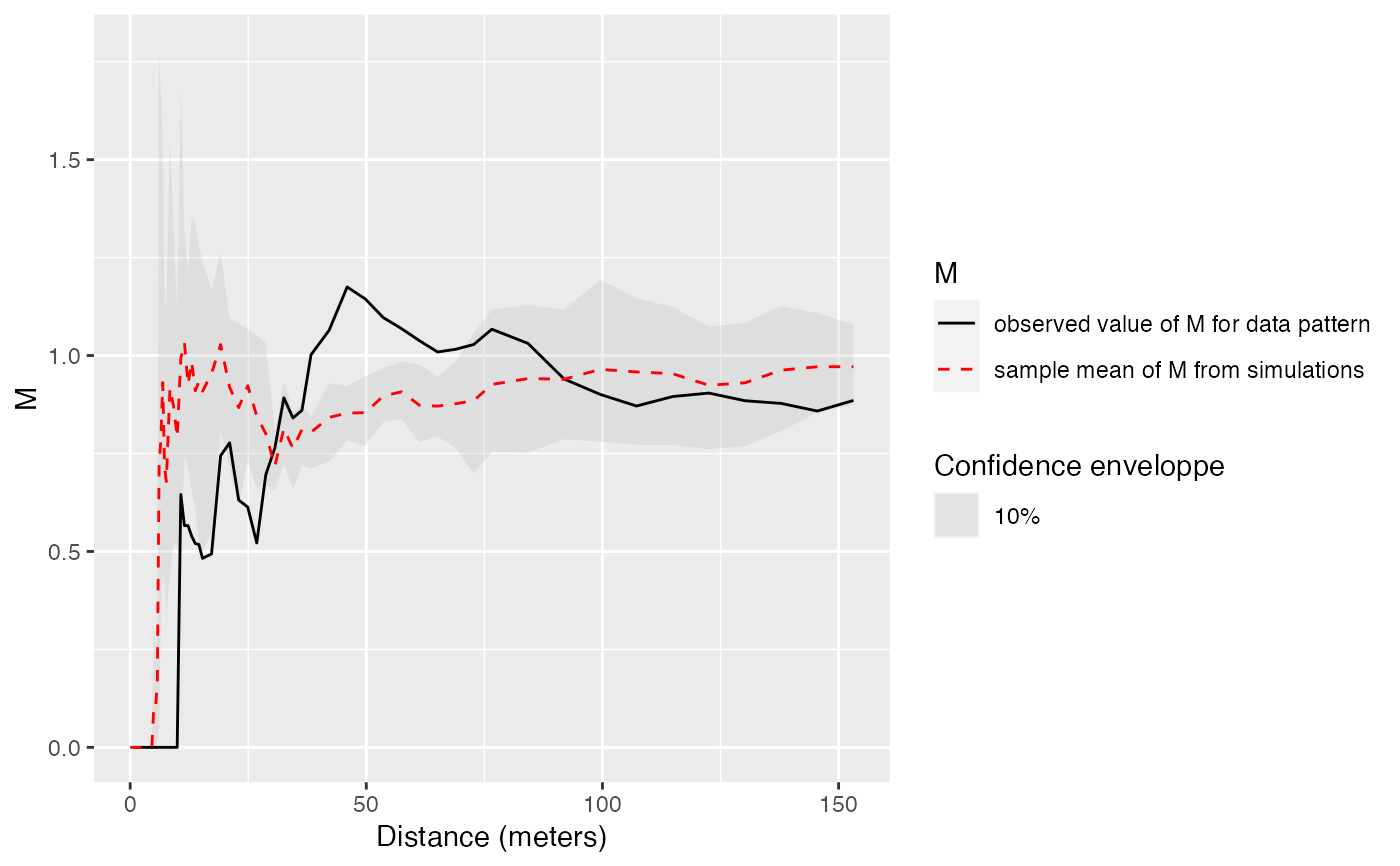 1.5
1.0
0.5
0.0
M
0
50
100
150
Distance (meters)
M
observed value of M for data pattern
sample mean of M from simulations
Confidence enveloppe
10%